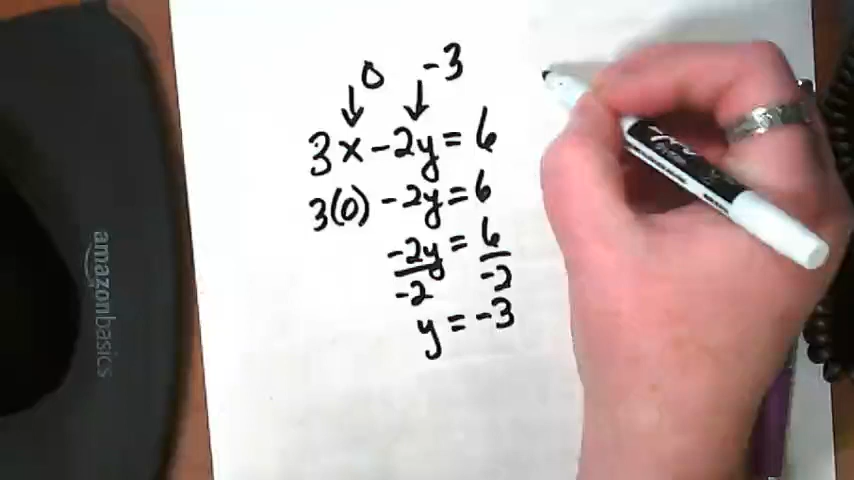 0 -3
↓ ↓
3x - 2y = 6
3(0) - 2y = 6
-2y = 6
-2 -2
y = -3
amazonbasics